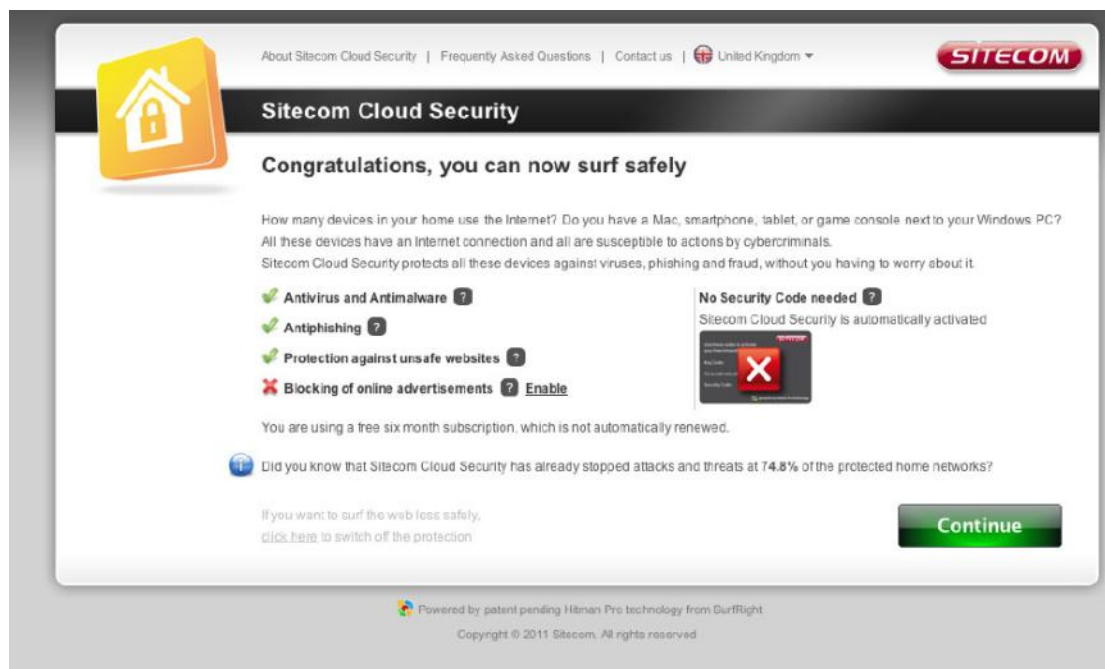 About Sitecom Cloud Security | Frequently Asked Questions | Contact us | United Kingdom
SITECOM
Sitecom Cloud Security
Congratulations, you can now surf safely
How many devices in your home use the Internet? Do you have a Mac, smartphone, tablet, or game console next to your Windows PC?
All these devices have an Internet connection and all are susceptible to actions by cybercriminals.
Sitecom Cloud Security protects all these devices against viruses, phishing and fraud, without you having to worry about it.
Antivirus and Antimalware ?
Antiphishing ?
Protection against unsafe websites ?
Blocking of online advertisements ? Enable
No Security Code needed ?
Sitecom Cloud Security is automatically activated
SITECOM
You are using a free six month subscription, which is not automatically renewed.
Did you know that Sitecom Cloud Security has already stopped attacks and threats at 74.8% of the protected home networks?
If you want to surf the web less safely,
click here to switch off the protection
Continue
Powered by patent pending Hitman Pro technology from SurfRight
Copyright © 2011 Sitecom. All rights reserved